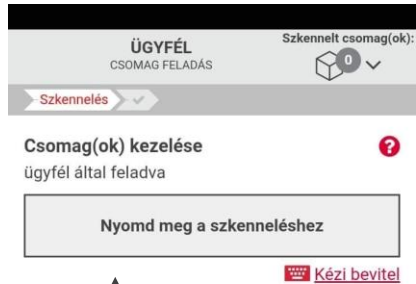 ÜGYFÉL
CSOMAG FELADÁS
Szkennelt csomag(ok):
0
Szkennelés
Csomag(ok) kezelése
ügyfél által feladva
Nyomd meg a szkenneléshez
Kézi bevitel